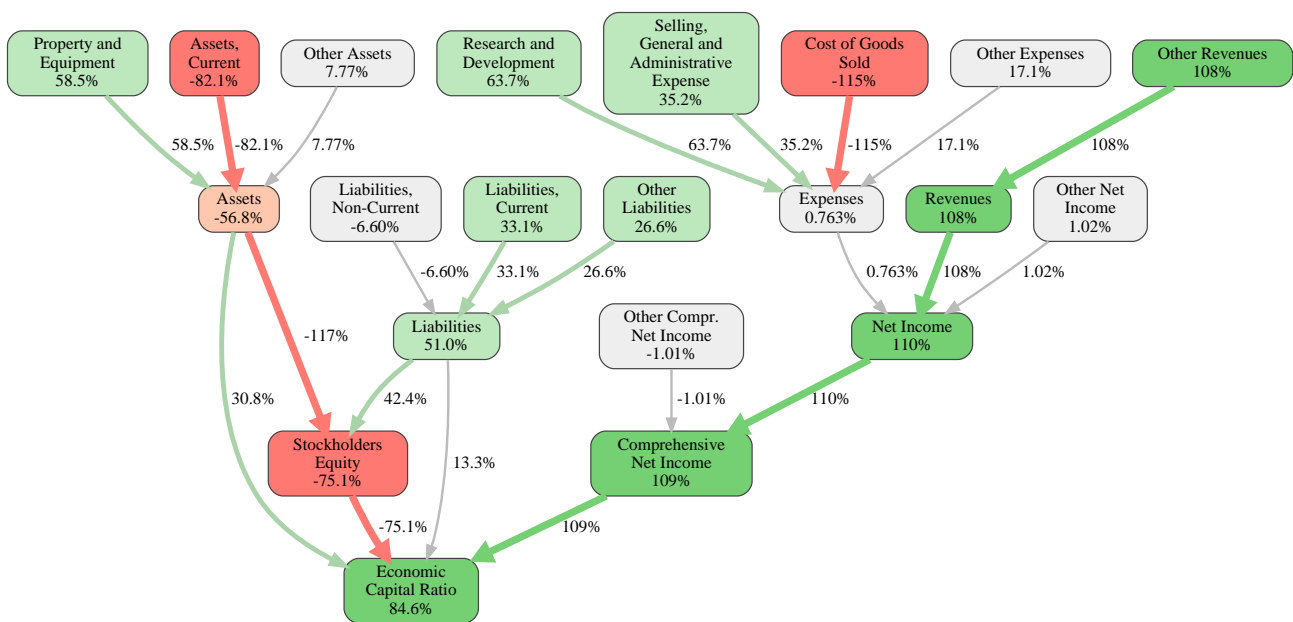 Property and
Equipment
58.5%
Assets,
Current
-82.1%
Other Assets
7.77%
Research and
Development
63.7%
Selling,
General and
Administrative
Expense
35.2%
Cost of Goods
Sold
-115%
Other Expenses
17.1%
Other Revenues
108%
58.5%
-82.1%
7.77%
63.7%
35.2%
-115%
17.1%
108%
Assets
-56.8%
Liabilities,
Non-Current
-6.60%
Liabilities,
Current
33.1%
Other
Liabilities
26.6%
Expenses
0.763%
Revenues
108%
Other Net
Income
1.02%
-6.60%
33.1%
26.6%
0.763%
108%
1.02%
Liabilities
51.0%
Other Compr.
Net Income
-1.01%
Net Income
110%
-117%
30.8%
42.4%
-1.01%
110%
Stockholders
Equity
-75.1%
13.3%
Comprehensive
Net Income
109%
-75.1%
109%
Economic
Capital Ratio
84.6%